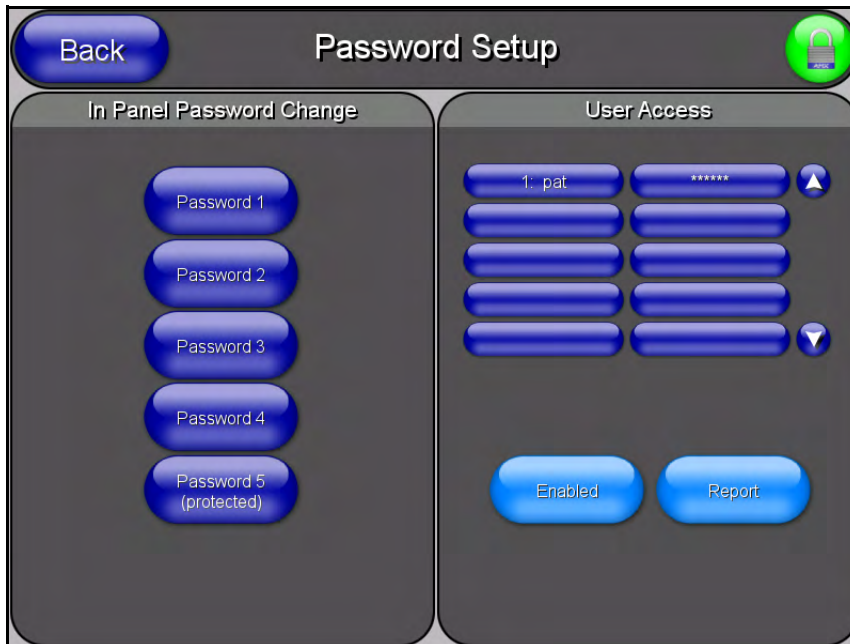 Back
Password Setup
AMX
In Panel Password Change
Password 1
Password 2
Password 3
Password 4
Password 5
(protected)
User Access
1: pat
******
Enabled
Report